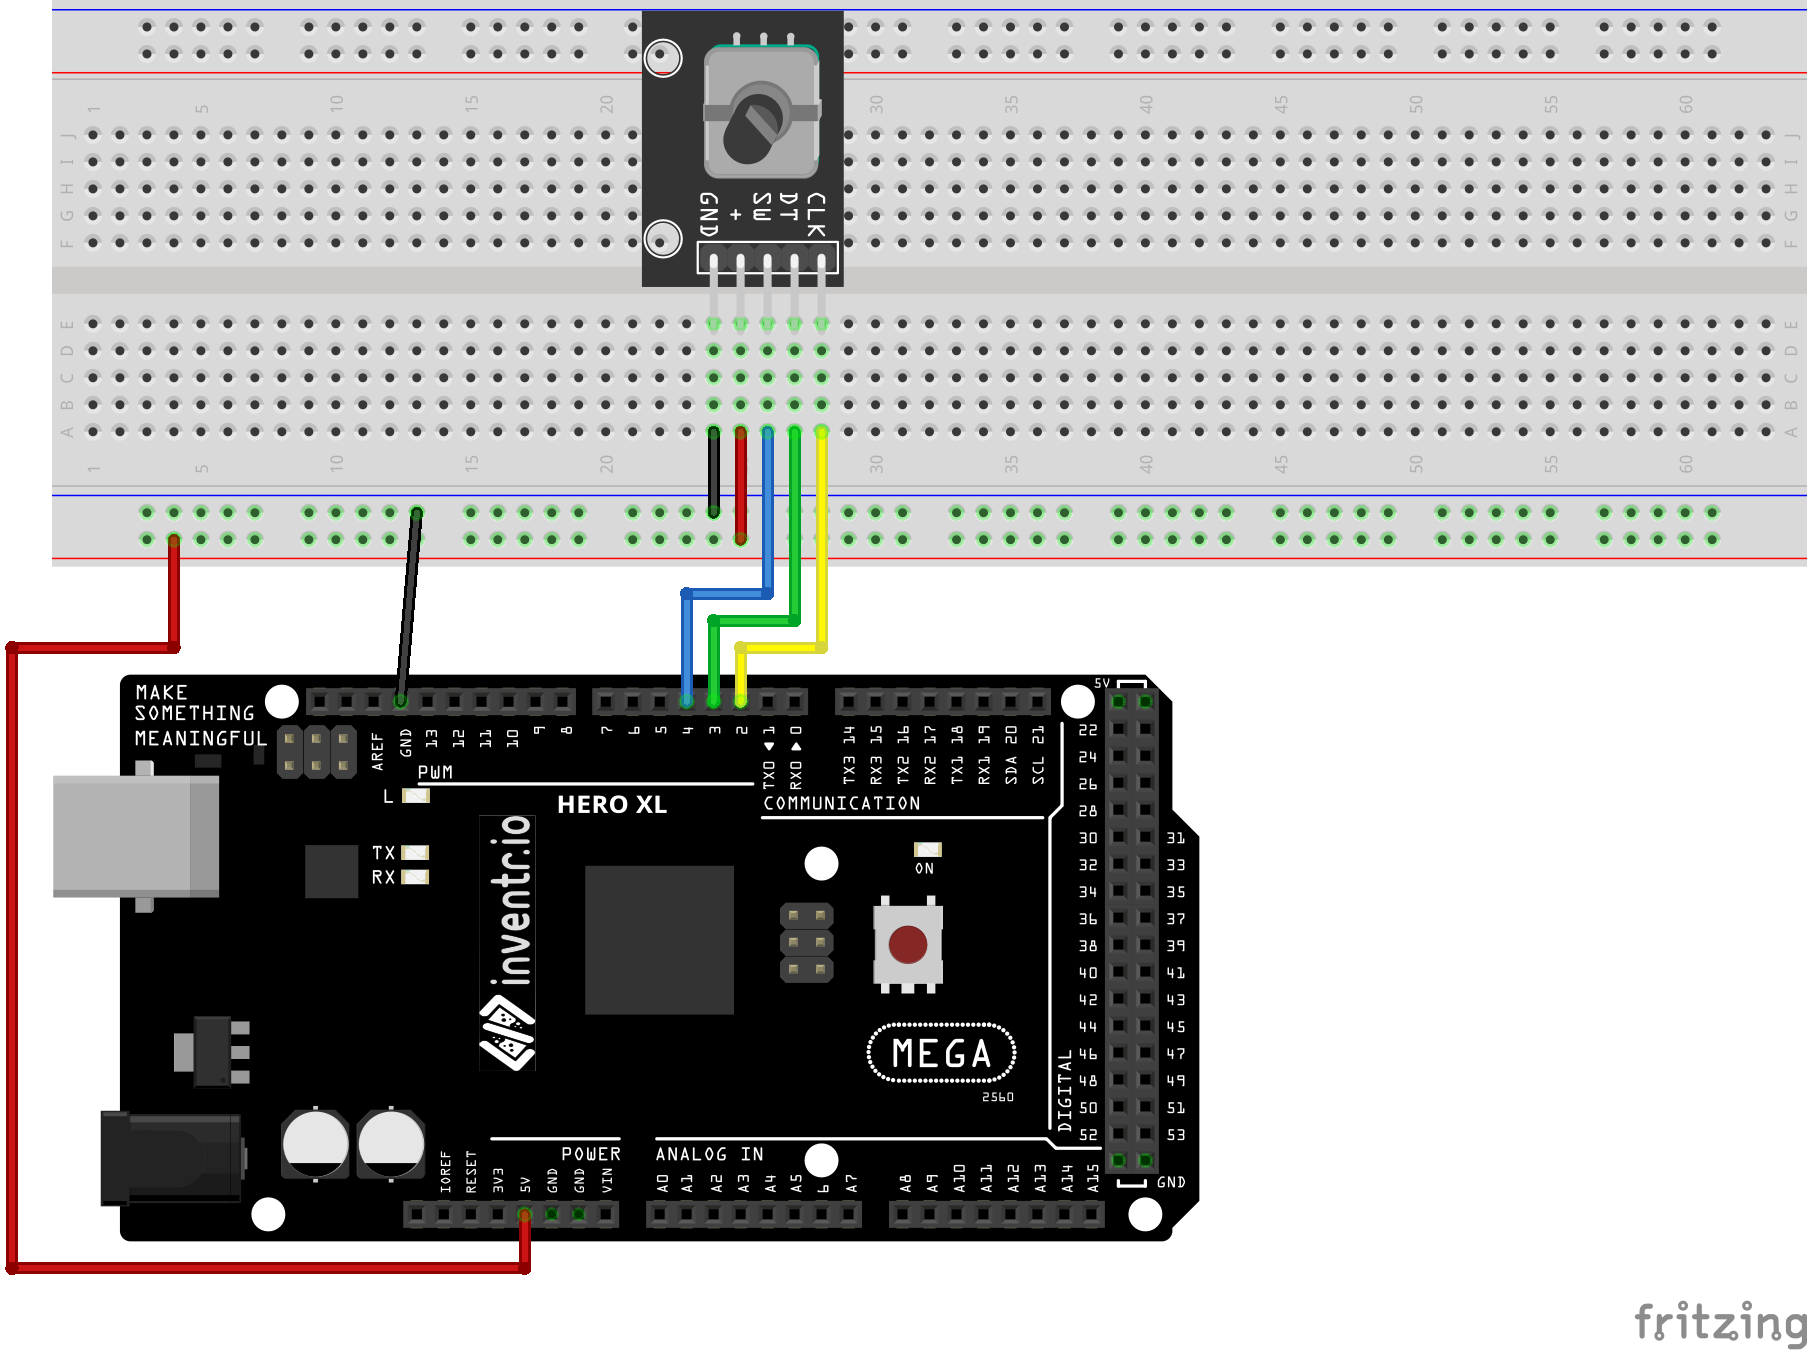 1 5 10 15 20 30 35 40 45 50 55 60
J J
I I
H H
G G
F F
GND + SW DT CLK
E E
D D
C C
B B
A A
1 5 10 15 20 30 35 40 45 50 55 60
MAKE
SOMETHING
MEANINGFUL
AREF GND 13 12 11 10 9 8 7 6 5 4 3 2 TX0 1 RX0 0 TX3 14 RX3 15 TX2 16 RX2 17 TX1 18 RX1 19 SDA 20 SCL 21
5V
PWM
COMMUNICATION
L
TX
RX
HERO XL
inventr.io
ON
MEGA
2560
DIGITAL
22
24
26
28
30 31
32 33
34 35
36 37
38 39
40 41
42 43
44 45
46 47
48 49
50 51
52 53
GND
POWER
ANALOG IN
IOREF RESET 3V3 5V GND GND VIN A0 A1 A2 A3 A4 A5 6 A7 A8 A9 A10 A11 A12 A13 A14 A15
fritzing